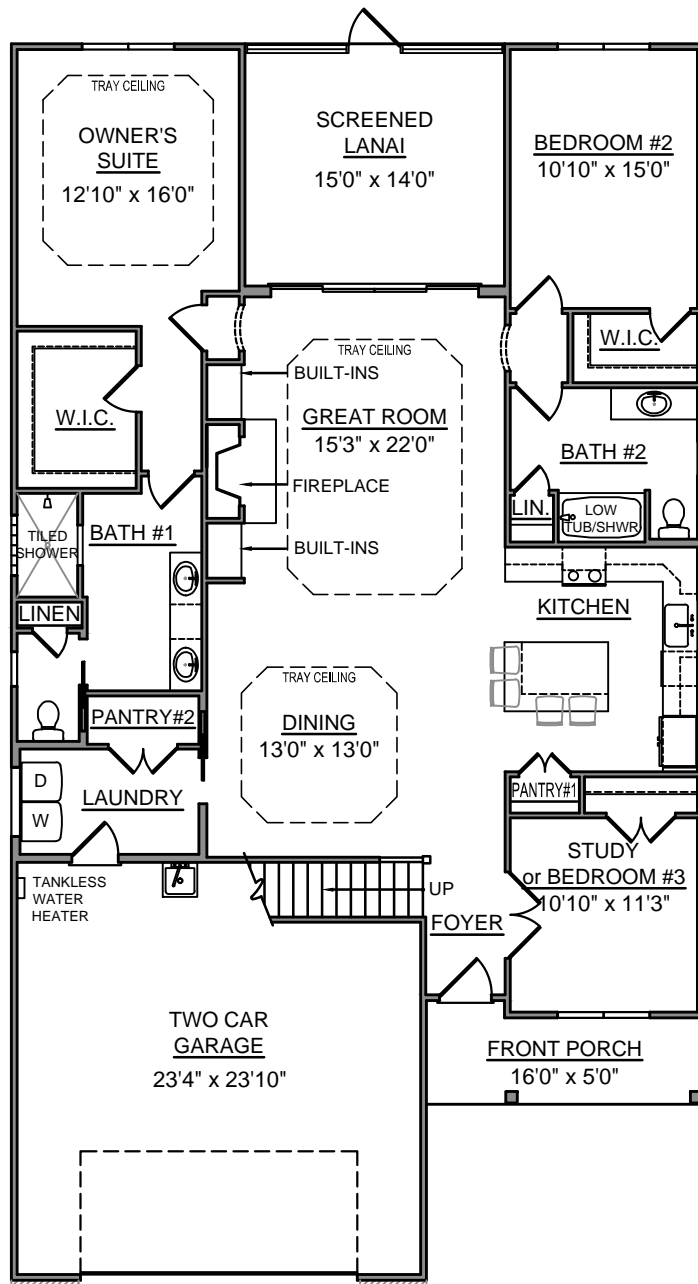 TRAY CEILING
OWNER'S
SUITE
12'10" x 16'0"
SCREENED
LANAI
15'0" x 14'0"
BEDROOM #2
10'10" x 15'0"
W.I.C.
TRAY CEILING
BUILT-INS
GREAT ROOM
15'3" x 22'0"
FIREPLACE
BUILT-INS
W.I.C.
BATH #2
LIN.
LOW
TUB/SHWR
BATH #1
TILED
SHOWER
LINEN
KITCHEN
TRAY CEILING
DINING
13'0" x 13'0"
PANTRY#2
LAUNDRY
D
W
PANTRY#1
STUDY
or BEDROOM #3
10'10" x 11'3"
TANKLESS
WATER
HEATER
UP
FOYER
TWO CAR
GARAGE
23'4" x 23'10"
FRONT PORCH
16'0" x 5'0"